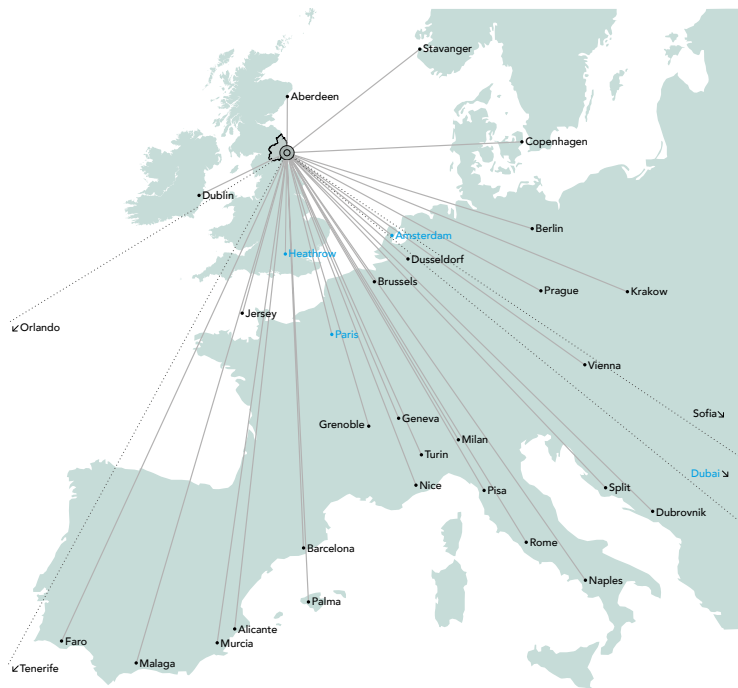 Stavanger
Aberdeen
Copenhagen
Dublin
Berlin
Amsterdam
Heathrow
Dusseldorf
Brussels
Prague
Krakow
Jersey
↙Orlando
Paris
Vienna
Sofia↘
Geneva
Grenoble
Milan
Turin
Dubai↘
Nice
Pisa
Split
Dubrovnik
Rome
Barcelona
Naples
Palma
Alicante
Faro
Murcia
Malaga
↙Tenerife